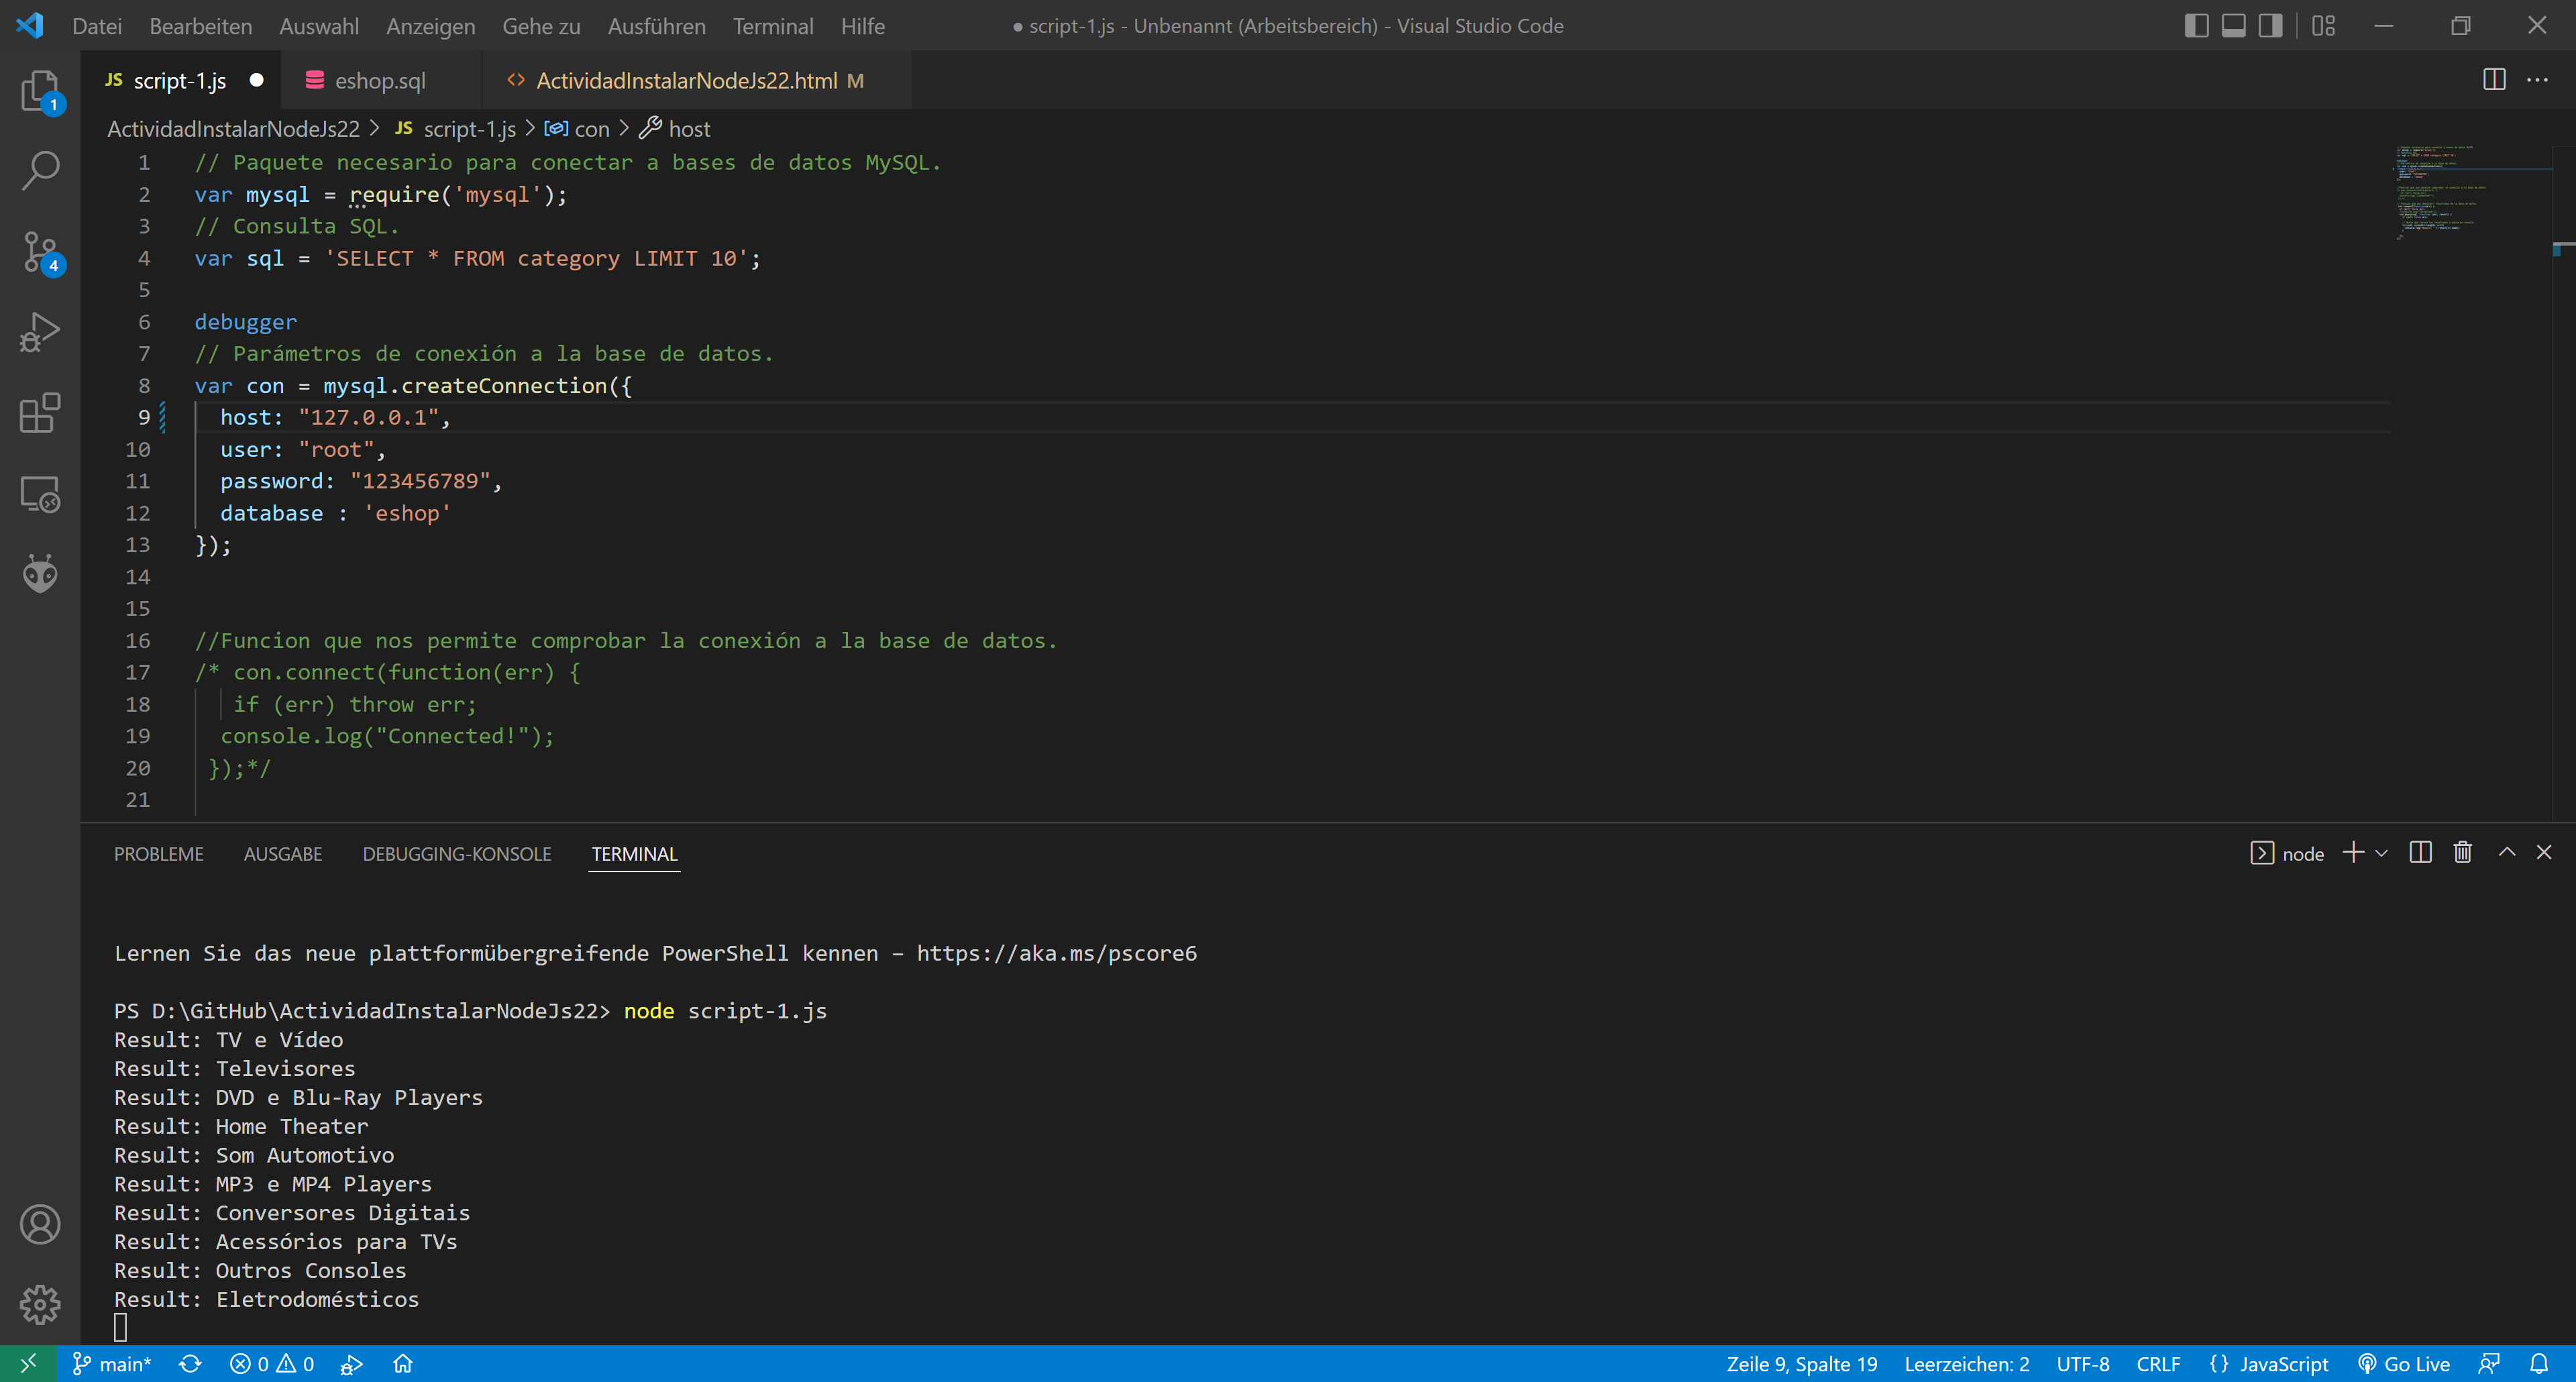 Datei Bearbeiten Auswahl Anzeigen Gehe zu Ausführen Terminal Hilfe ● script-1.js - Unbenannt (Arbeitsbereich) - Visual Studio Code
JS script-1.js ● eshop.sql <> ActividadInstalarNodeJs22.html M
1
ActividadInstalarNodeJs22 > JS script-1.js > con > host
1 // Paquete necesario para conectar a bases de datos MySQL.
2 var mysql = require('mysql');
3 // Consulta SQL.
4 var sql = 'SELECT * FROM category LIMIT 10';
4
5
6 debugger
7 // Parámetros de conexión a la base de datos.
8 var con = mysql.createConnection({
9 host: "127.0.0.1",
10 user: "root",
11 password: "123456789",
12 database : 'eshop'
13 });
14
15
16 //Funcion que nos permite comprobar la conexión a la base de datos.
17 /* con.connect(function(err) {
18 if (err) throw err;
19 console.log("Connected!");
20 });*/
21
PROBLEME AUSGABE DEBUGGING-KONSOLE TERMINAL node
Lernen Sie das neue plattformübergreifende PowerShell kennen – https://aka.ms/pscore6
PS D:\GitHub\ActividadInstalarNodeJs22> node script-1.js
Result: TV e Vídeo
Result: Televisores
Result: DVD e Blu-Ray Players
Result: Home Theater
Result: Som Automotivo
Result: MP3 e MP4 Players
Result: Conversores Digitais
Result: Acessórios para TVs
Result: Outros Consoles
Result: Eletrodomésticos
main* 0 0 Zeile 9, Spalte 19 Leerzeichen: 2 UTF-8 CRLF {} JavaScript Go Live